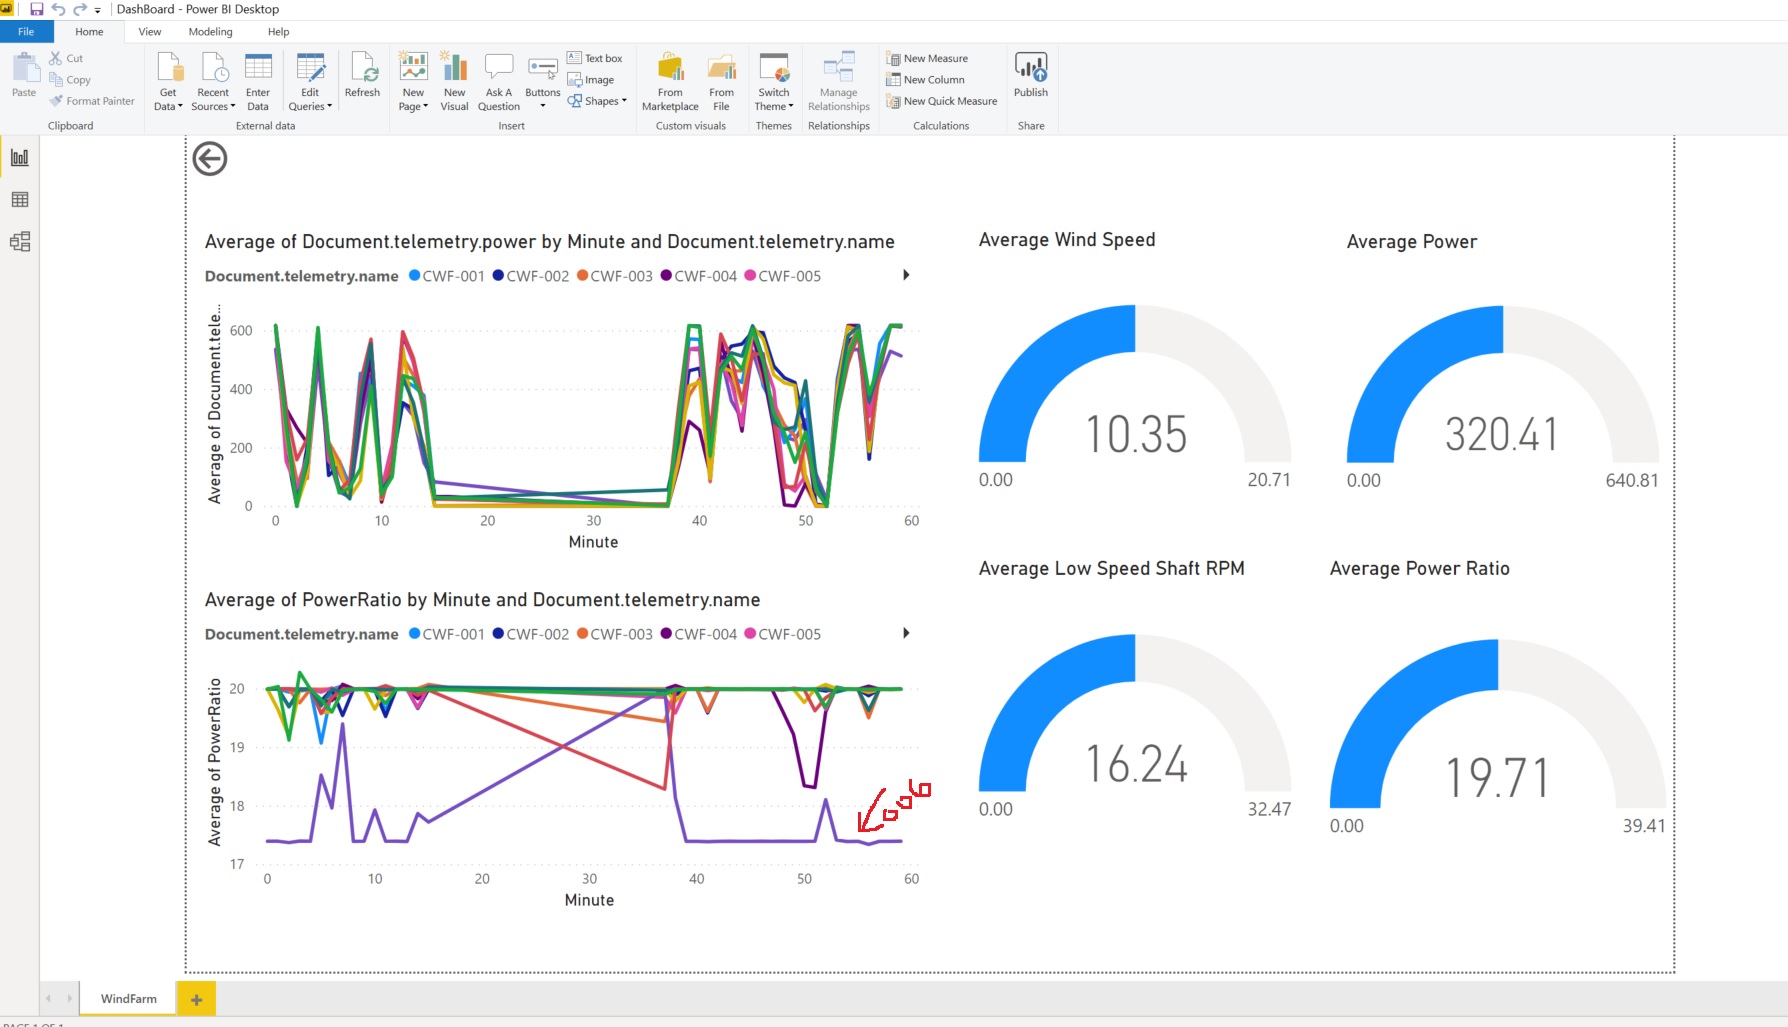 DashBoard - Power BI Desktop
File Home View Modeling Help
Paste Cut Copy Format Painter
Clipboard
Get Data Recent Sources Enter Data Edit Queries Refresh
External data
New Page New Visual Ask A Question Buttons Text box Image Shapes
Insert
From Marketplace From File
Custom visuals
Switch Theme
Themes
Manage Relationships
Relationships
New Measure
New Column
New Quick Measure
Calculations
Publish
Share
Average of Document.telemetry.power by Minute and Document.telemetry.name
Document.telemetry.name CWF-001 CWF-002 CWF-003 CWF-004 CWF-005
Average of Document.tele...
600
400
200
0
0 10 20 30 40 50 60
Minute
Average Wind Speed
10.35
0.00 20.71
Average Power
320.41
0.00 640.81
Average of PowerRatio by Minute and Document.telemetry.name
Document.telemetry.name CWF-001 CWF-002 CWF-003 CWF-004 CWF-005
Average of PowerRatio
20
19
18
17
006
0 10 20 30 40 50 60
Minute
Average Low Speed Shaft RPM
16.24
0.00 32.47
Average Power Ratio
19.71
0.00 39.41
WindFarm
PAGE 1 OF 1